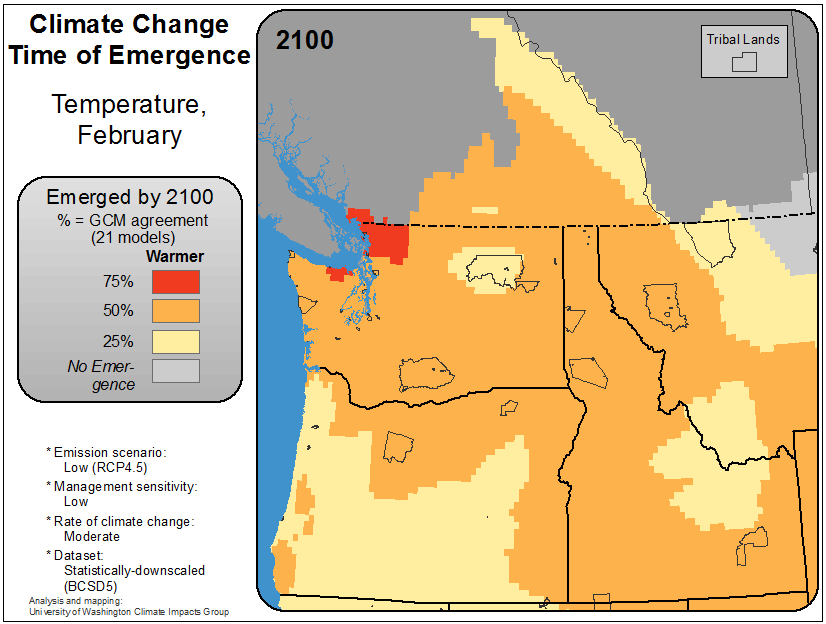 Climate Change
Time of Emergence
Temperature,
February
Emerged by 2100
% = GCM agreement
(21 models)
Warmer
75%
50%
25%
No Emer-
gence
* Emission scenario:
Low (RCP4.5)
* Management sensitivity:
Low
* Rate of climate change:
Moderate
* Dataset:
Statistically-downscaled
(BCSD5)
Analysis and mapping:
University of Washington Climate Impacts Group
2100
Tribal Lands